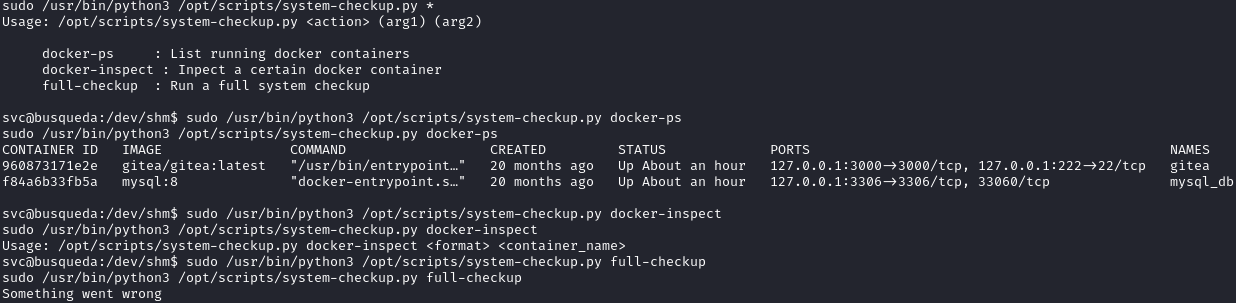 sudo /usr/bin/python3 /opt/scripts/system-checkup.py *
Usage: /opt/scripts/system-checkup.py <action> (arg1) (arg2)
     docker-ps     : List running docker containers
     docker-inspect : Inpect a certain docker container
     full-checkup  : Run a full system checkup
svc@busqueda:/dev/shm$ sudo /usr/bin/python3 /opt/scripts/system-checkup.py docker-ps
sudo /usr/bin/python3 /opt/scripts/system-checkup.py docker-ps
CONTAINER ID   IMAGE                COMMAND                  CREATED         STATUS             PORTS                                             NAMES
960873171e2e   gitea/gitea:latest   "/usr/bin/entrypoint…"   20 months ago   Up About an hour   127.0.0.1:3000->3000/tcp, 127.0.0.1:222->22/tcp   gitea
f84a6b33fb5a   mysql:8              "docker-entrypoint.s…"   20 months ago   Up About an hour   127.0.0.1:3306->3306/tcp, 33060/tcp               mysql_db
svc@busqueda:/dev/shm$ sudo /usr/bin/python3 /opt/scripts/system-checkup.py docker-inspect
sudo /usr/bin/python3 /opt/scripts/system-checkup.py docker-inspect
Usage: /opt/scripts/system-checkup.py docker-inspect <format> <container_name>
svc@busqueda:/dev/shm$ sudo /usr/bin/python3 /opt/scripts/system-checkup.py full-checkup
sudo /usr/bin/python3 /opt/scripts/system-checkup.py full-checkup
Something went wrong